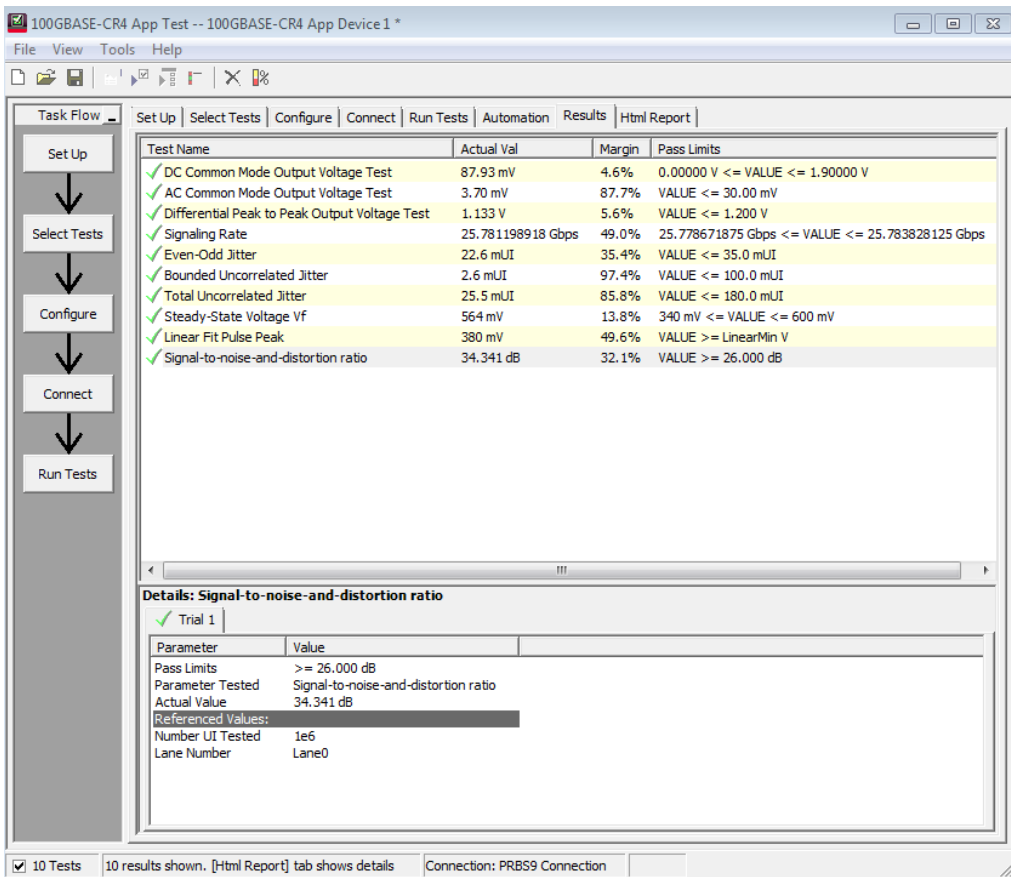 100GBASE-CR4 App Test -- 100GBASE-CR4 App Device 1 *
File View Tools Help
Task Flow
Set Up Select Tests Configure Connect Run Tests Automation Results Html Report
Set Up
Select Tests
Configure
Connect
Run Tests
Test Name Actual Val Margin Pass Limits
DC Common Mode Output Voltage Test 87.93 mV 4.6% 0.00000 V <= VALUE <= 1.90000 V
AC Common Mode Output Voltage Test 3.70 mV 87.7% VALUE <= 30.00 mV
Differential Peak to Peak Output Voltage Test 1.133 V 5.6% VALUE <= 1.200 V
Signaling Rate 25.781198918 Gbps 49.0% 25.778671875 Gbps <= VALUE <= 25.783828125 Gbps
Even-Odd Jitter 22.6 mUI 35.4% VALUE <= 35.0 mUI
Bounded Uncorrelated Jitter 2.6 mUI 97.4% VALUE <= 100.0 mUI
Total Uncorrelated Jitter 25.5 mUI 85.8% VALUE <= 180.0 mUI
Steady-State Voltage Vf 564 mV 13.8% 340 mV <= VALUE <= 600 mV
Linear Fit Pulse Peak 380 mV 49.6% VALUE >= LinearMin V
Signal-to-noise-and-distortion ratio 34.341 dB 32.1% VALUE >= 26.000 dB
Details: Signal-to-noise-and-distortion ratio
Trial 1
Parameter Value
Pass Limits >= 26.000 dB
Parameter Tested Signal-to-noise-and-distortion ratio
Actual Value 34.341 dB
Referenced Values:
Number UI Tested 1e6
Lane Number Lane0
10 Tests 10 results shown. [Html Report] tab shows details Connection: PRBS9 Connection